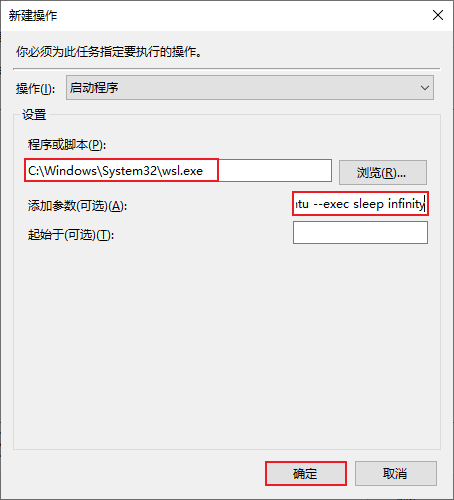 新建操作
你必须为此任务指定要执行的操作。
操作(I): 启动程序
设置
程序或脚本(P):
C:\Windows\System32\wsl.exe 浏览(R)...
添加参数(可选)(A): ntu --exec sleep infinity
起始于(可选)(T):
确定 取消